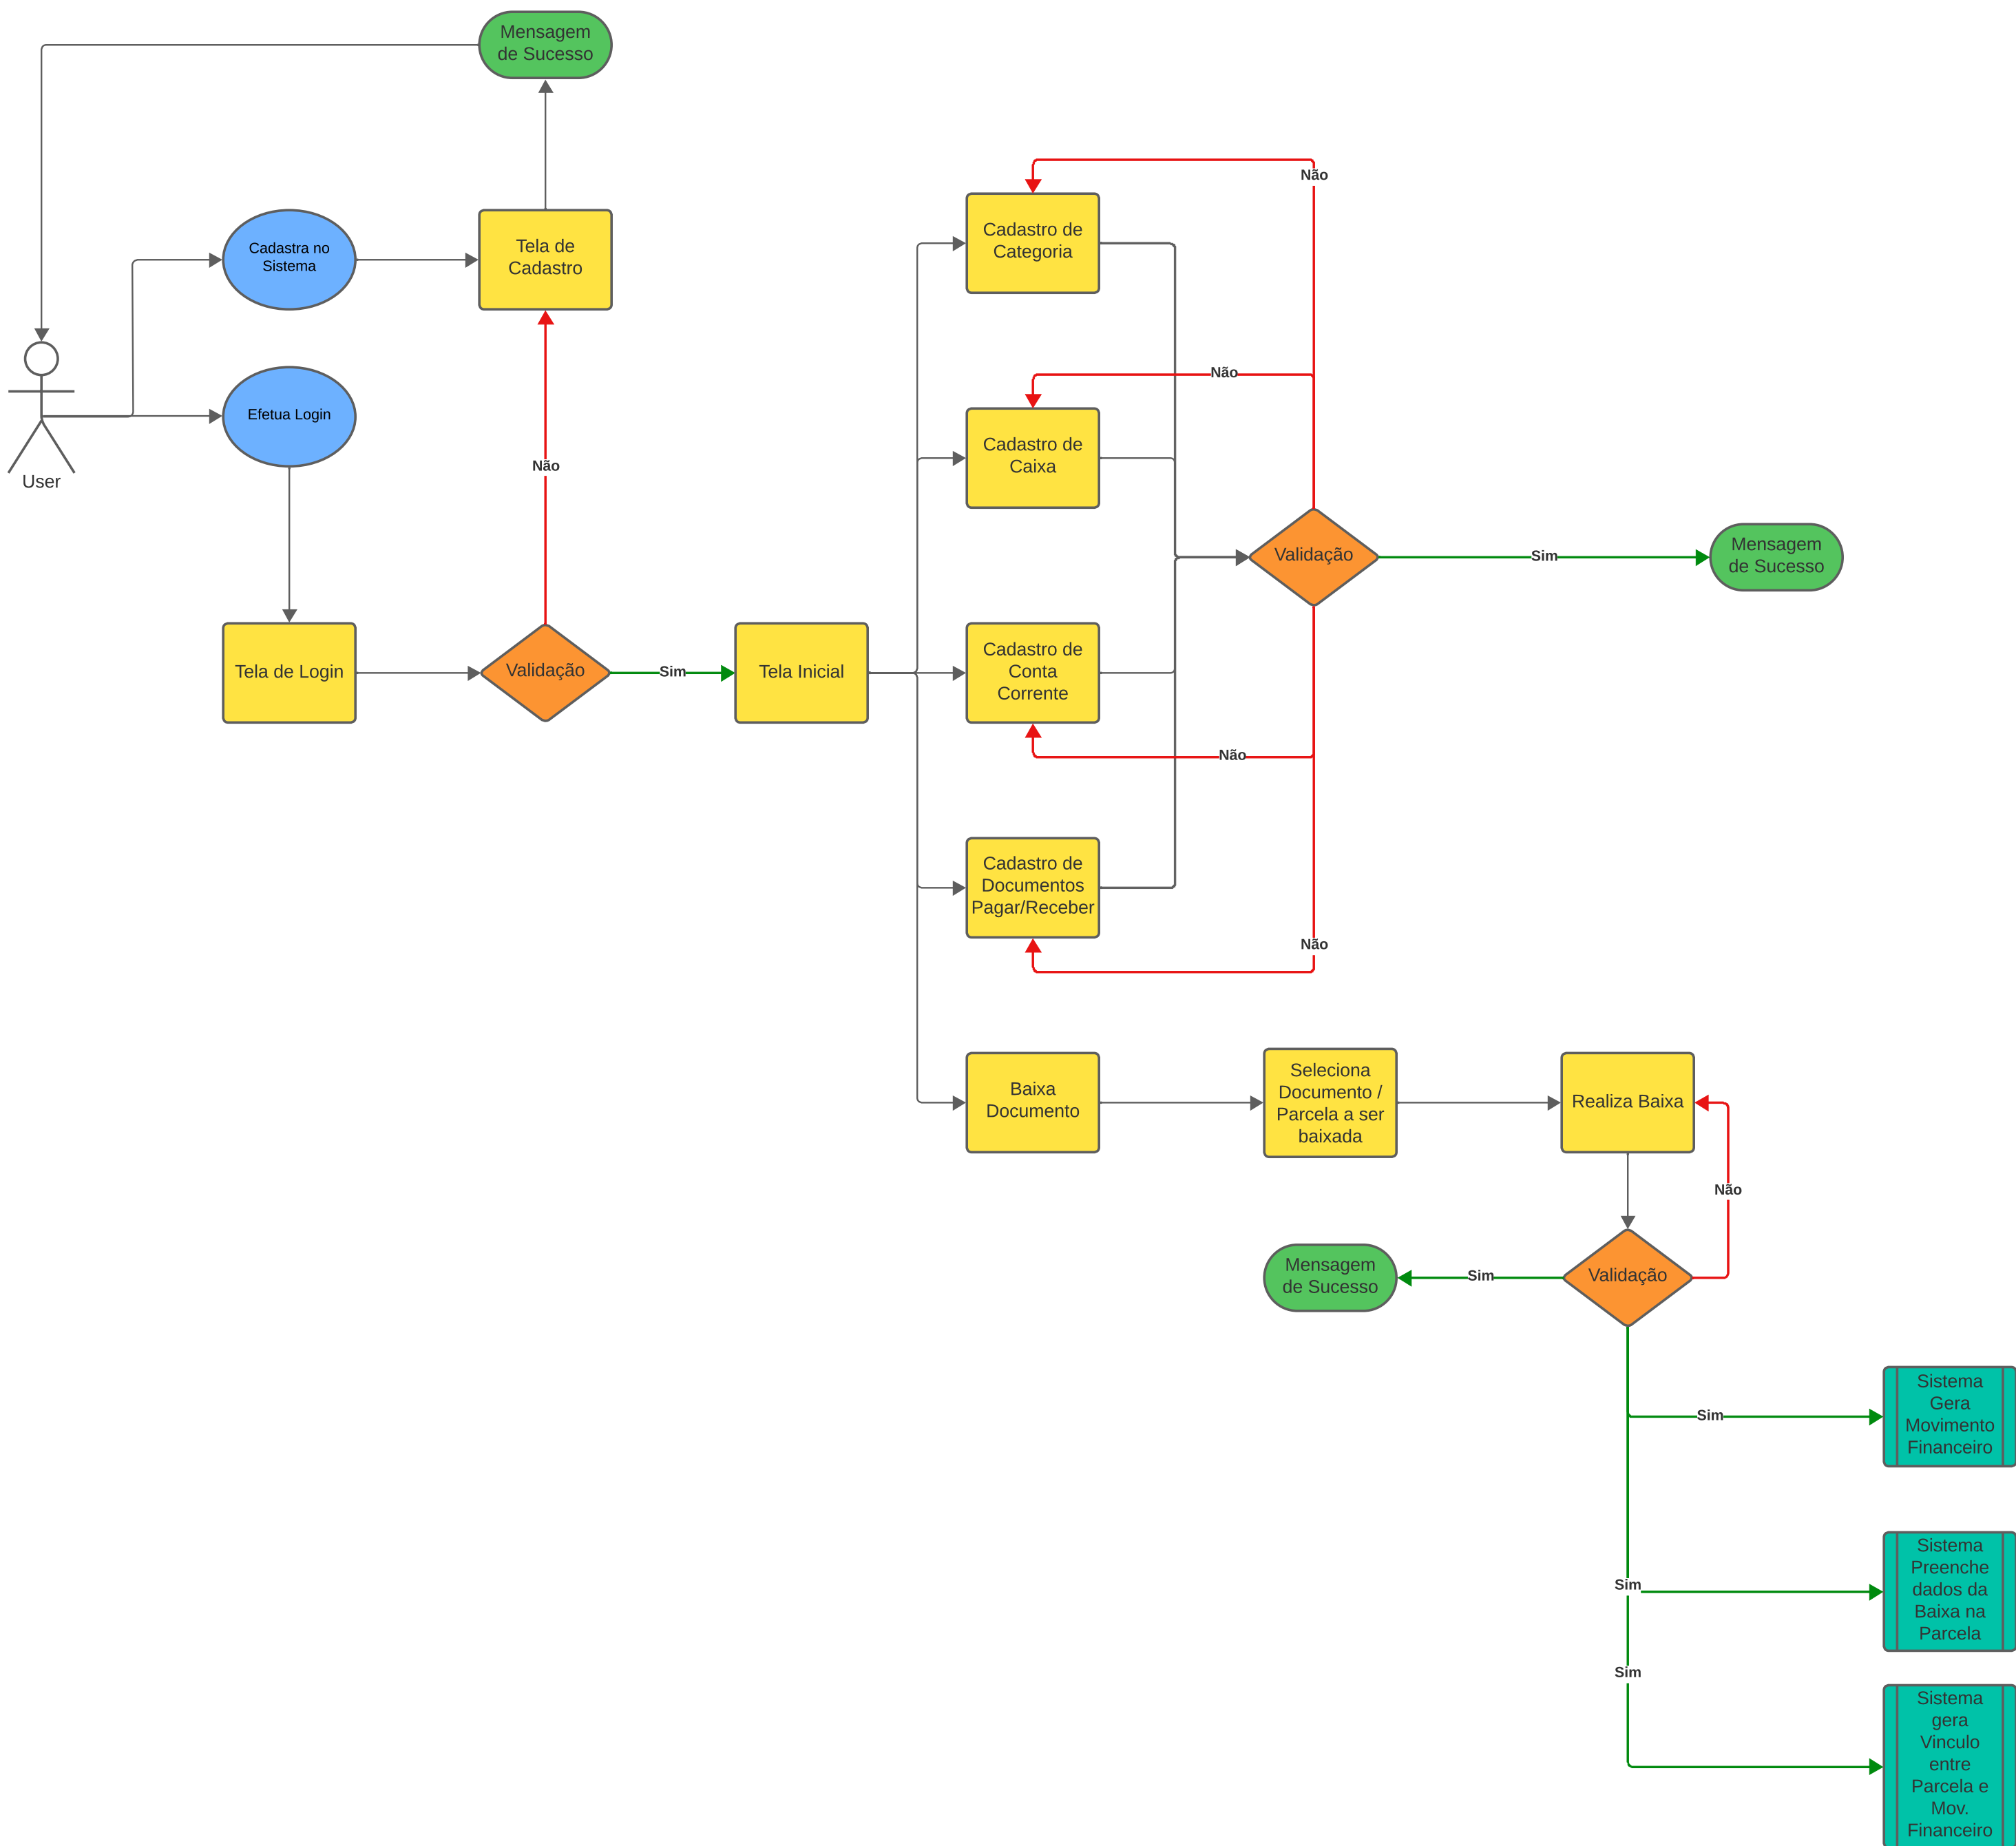 Mensagem
de Sucesso
Cadastra no
Sistema
Tela de
Cadastro
Efetua Login
User
Não
Tela de Login
Validação
Sim
Tela Inicial
Não
Cadastro de
Categoria
Não
Cadastro de
Caixa
Validação
Sim
Mensagem
de Sucesso
Cadastro de
Conta
Corrente
Não
Cadastro de
Documentos
Pagar/Receber
Não
Baixa
Documento
Seleciona
Documento /
Parcela a ser
baixada
Realiza Baixa
Não
Mensagem
de Sucesso
Sim
Validação
Sim
Sistema
Gera
Movimento
Financeiro
Sim
Sistema
Preenche
dados da
Baixa na
Parcela
Sim
Sistema
gera
Vinculo
entre
Parcela e
Mov.
Financeiro